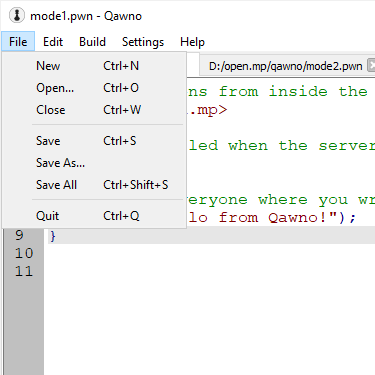 mode1.pwn - Qawno
File Edit Build Settings Help
D:/open.mp/qawno/mode2.pwn
New Ctrl+N
Open... Ctrl+O
Close Ctrl+W
Save Ctrl+S
Save As...
Save All Ctrl+Shift+S
Quit Ctrl+Q
ns from inside the
.mp>
led when the server
eryone where you wr
lo from Qawno!");
9 }
10
11